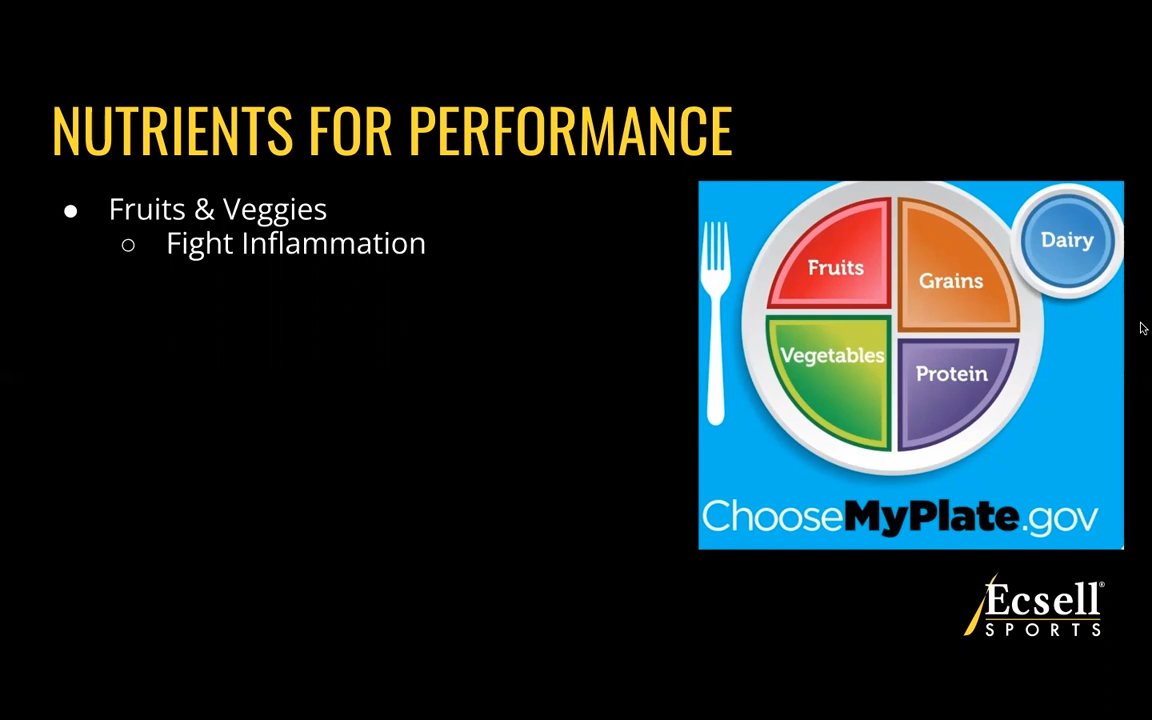 NUTRIENTS FOR PERFORMANCE
● Fruits & Veggies
○ Fight Inflammation
Fruits
Grains
Dairy
Vegetables
Protein
ChooseMyPlate.gov
Ecsell®
SPORTS